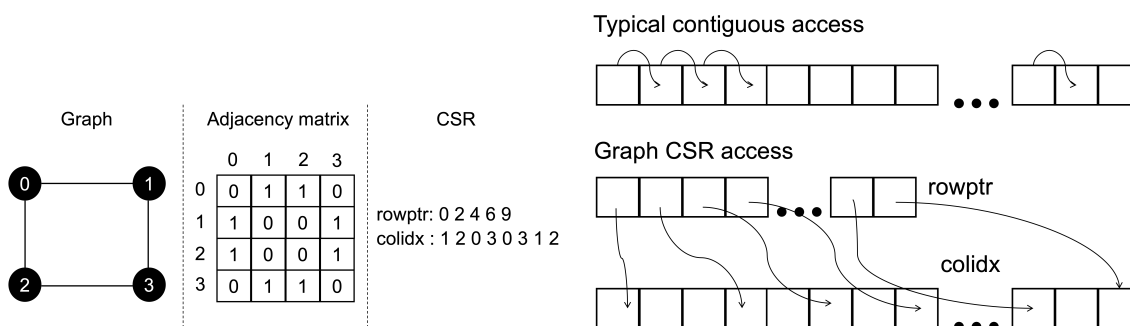 Typical contiguous access
Graph
Adjacency matrix
CSR
0 1
2 3
0 1 2 3
0 0 1 1 0
1 1 0 0 1
2 1 0 0 1
3 0 1 1 0
rowptr: 0 2 4 6 9
colidx : 1 2 0 3 0 3 1 2
Graph CSR access
rowptr
colidx